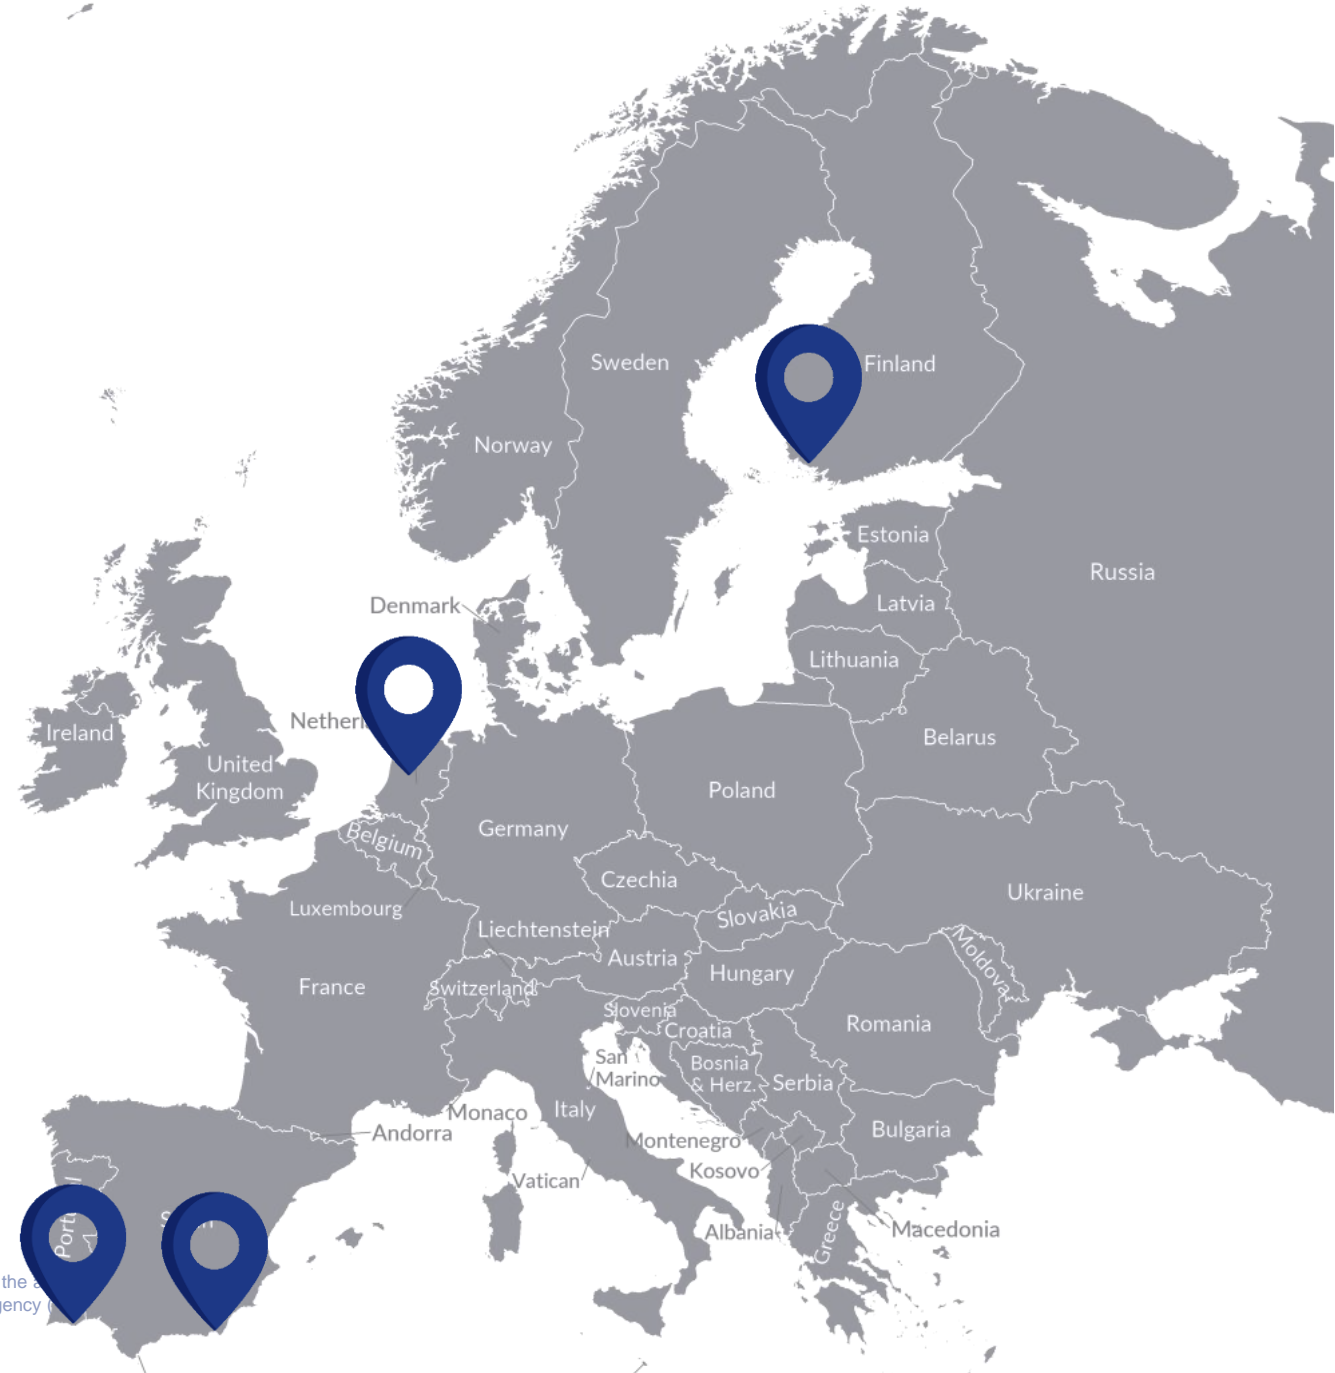 Sweden
Finland
Norway
Estonia
Russia
Denmark
Latvia
Lithuania
Ireland
Belarus
United
Kingdom
Poland
Germany
Belgium
Czechia
Ukraine
Luxembourg
Slovakia
Liechtenstein
Moldova
Austria
Hungary
France
Switzerland
Slovenia
Romania
Croatia
San
Marino
Bosnia
& Herz.
Serbia
Monaco
Italy
Andorra
Bulgaria
Montenegro
Kosovo
Vatican
Albania
Greece
Macedonia
the